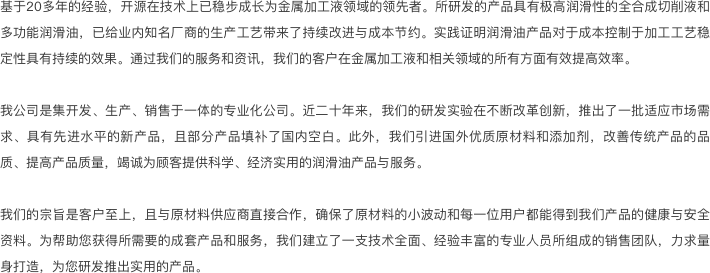 基于20多年的经验，开源在技术上已稳步成长为金属加工液领域的领先者。所研发的产品具有极高润滑性的全合成切削液和
多功能润滑油，已给业内知名厂商的生产工艺带来了持续改进与成本节约。实践证明润滑油产品对于成本控制于加工工艺稳
定性具有持续的效果。通过我们的服务和资讯，我们的客户在金属加工液和相关领域的所有方面有效提高效率。
我公司是集开发、生产、销售于一体的专业化公司。近二十年来，我们的研发实验在不断改革创新，推出了一批适应市场需
求、具有先进水平的新产品，且部分产品填补了国内空白。此外，我们引进国外优质原材料和添加剂，改善传统产品的品
质、提高产品质量，竭诚为顾客提供科学、经济实用的润滑油产品与服务。
我们的宗旨是客户至上，且与原材料供应商直接合作，确保了原材料的小波动和每一位用户都能得到我们产品的健康与安全
资料。为帮助您获得所需要的成套产品和服务，我们建立了一支技术全面、经验丰富的专业人员所组成的销售团队，力求量
身打造，为您研发推出实用的产品。